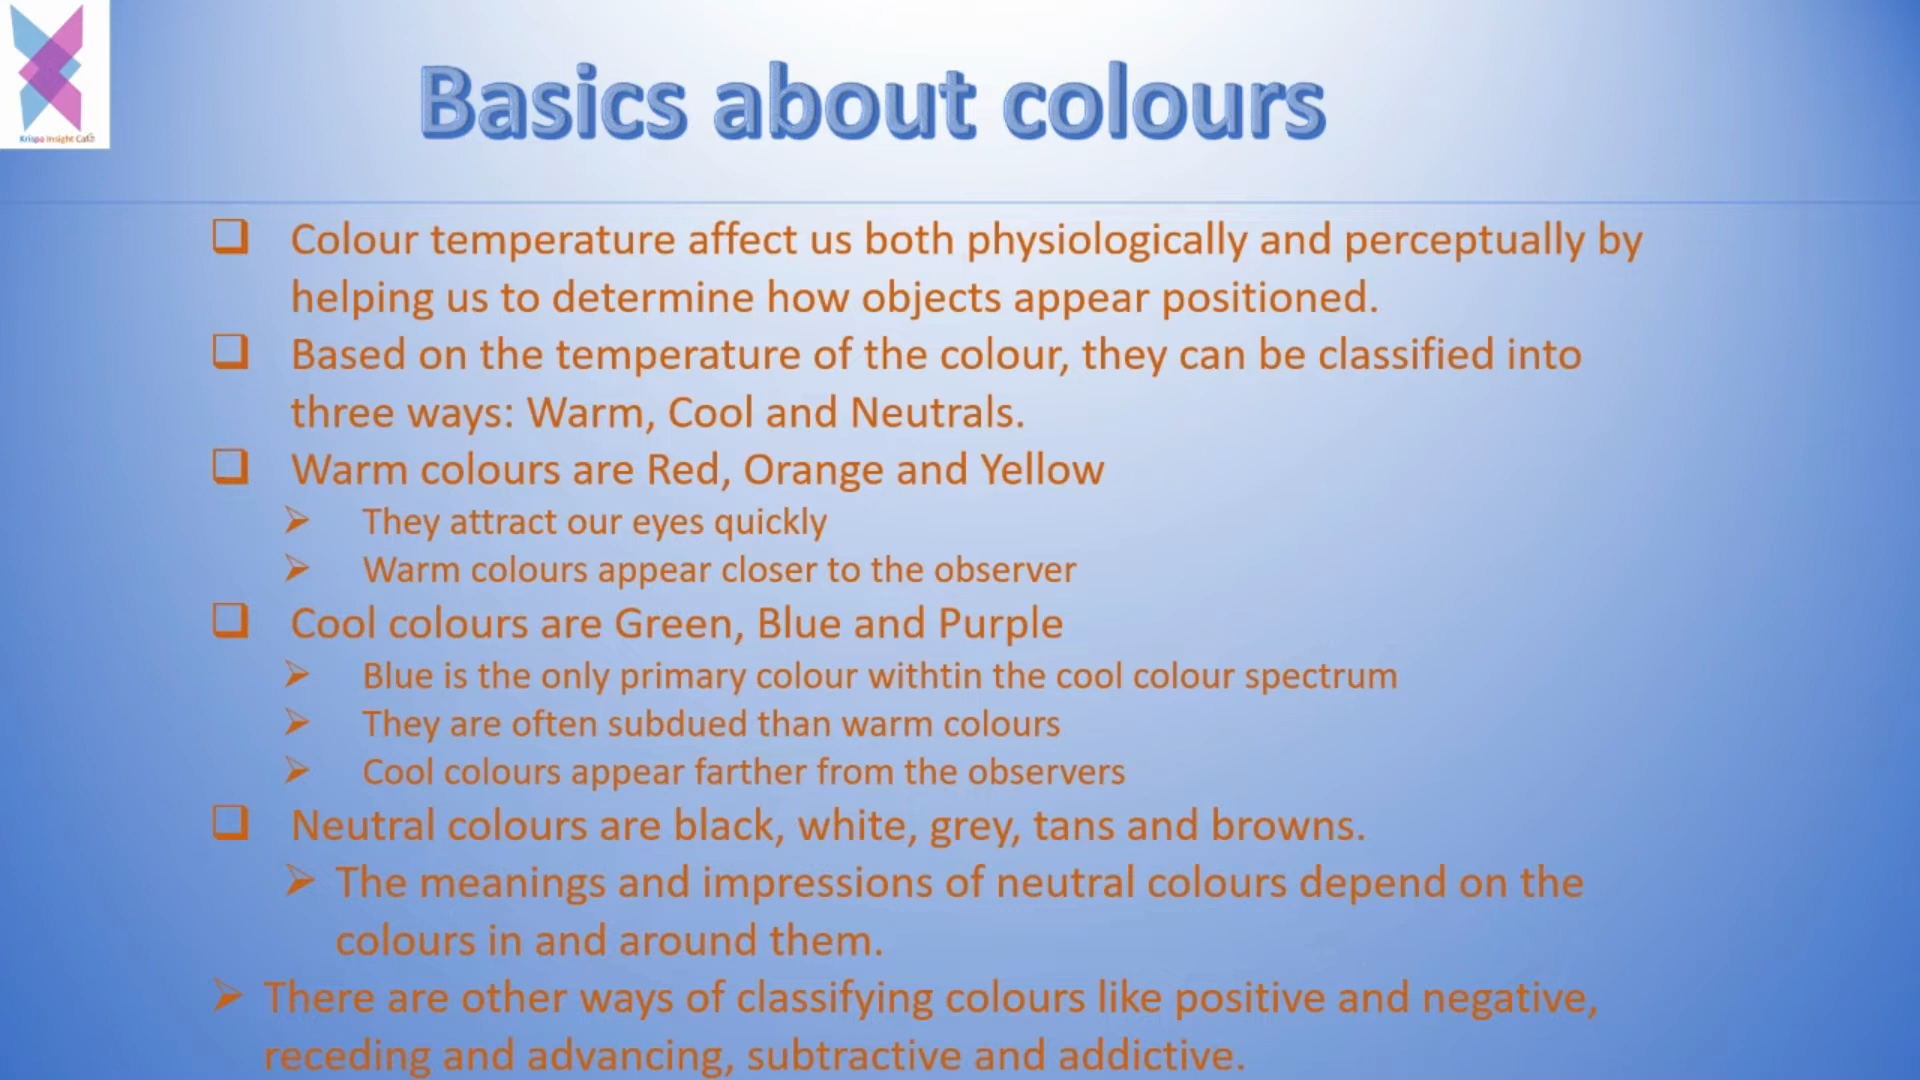 Krispa Insight Café
Basics about colours
Colour temperature affect us both physiologically and perceptually by
helping us to determine how objects appear positioned.
Based on the temperature of the colour, they can be classified into
three ways: Warm, Cool and Neutrals.
Warm colours are Red, Orange and Yellow
They attract our eyes quickly
Warm colours appear closer to the observer
Cool colours are Green, Blue and Purple
Blue is the only primary colour withtin the cool colour spectrum
They are often subdued than warm colours
Cool colours appear farther from the observers
Neutral colours are black, white, grey, tans and browns.
The meanings and impressions of neutral colours depend on the
colours in and around them.
There are other ways of classifying colours like positive and negative,
receding and advancing, subtractive and addictive.